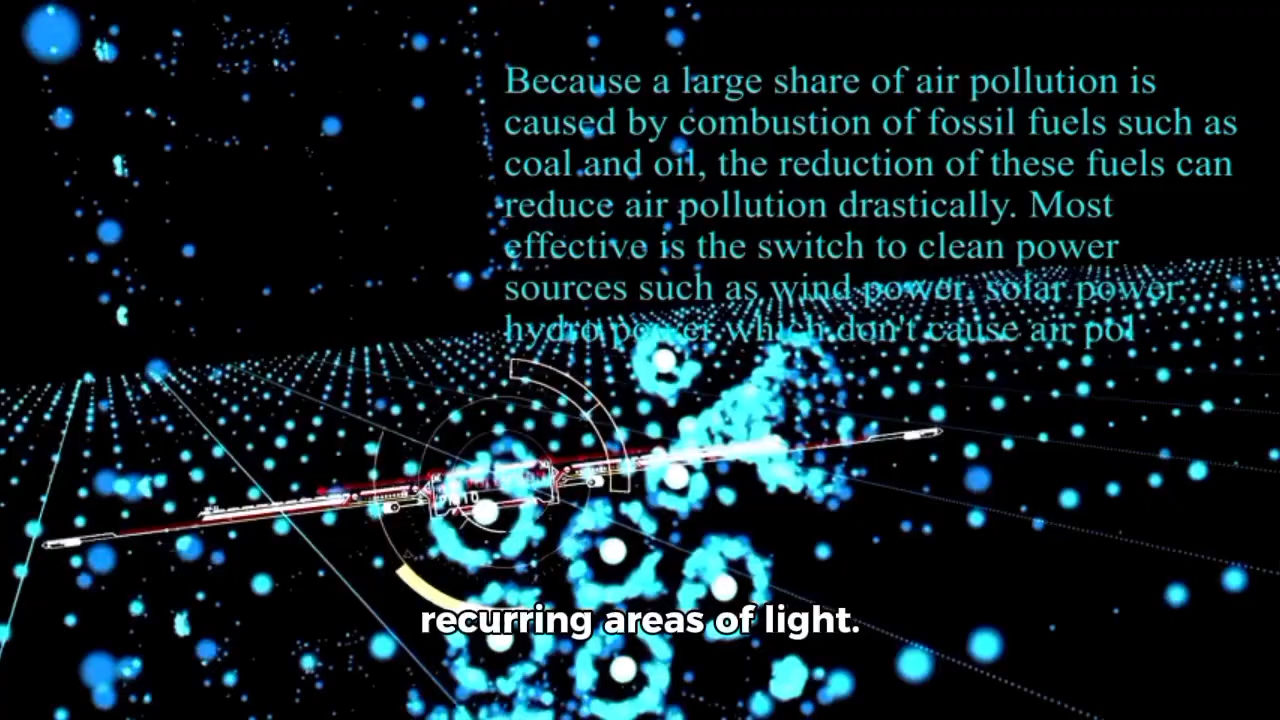 Because a large share of air pollution is
caused by combustion of fossil fuels such as
coal and oil, the reduction of these fuels can
reduce air pollution drastically. Most
effective is the switch to clean power
sources such as wind power, solar power,
hydro power which don't cause air pol
recurring areas of light.